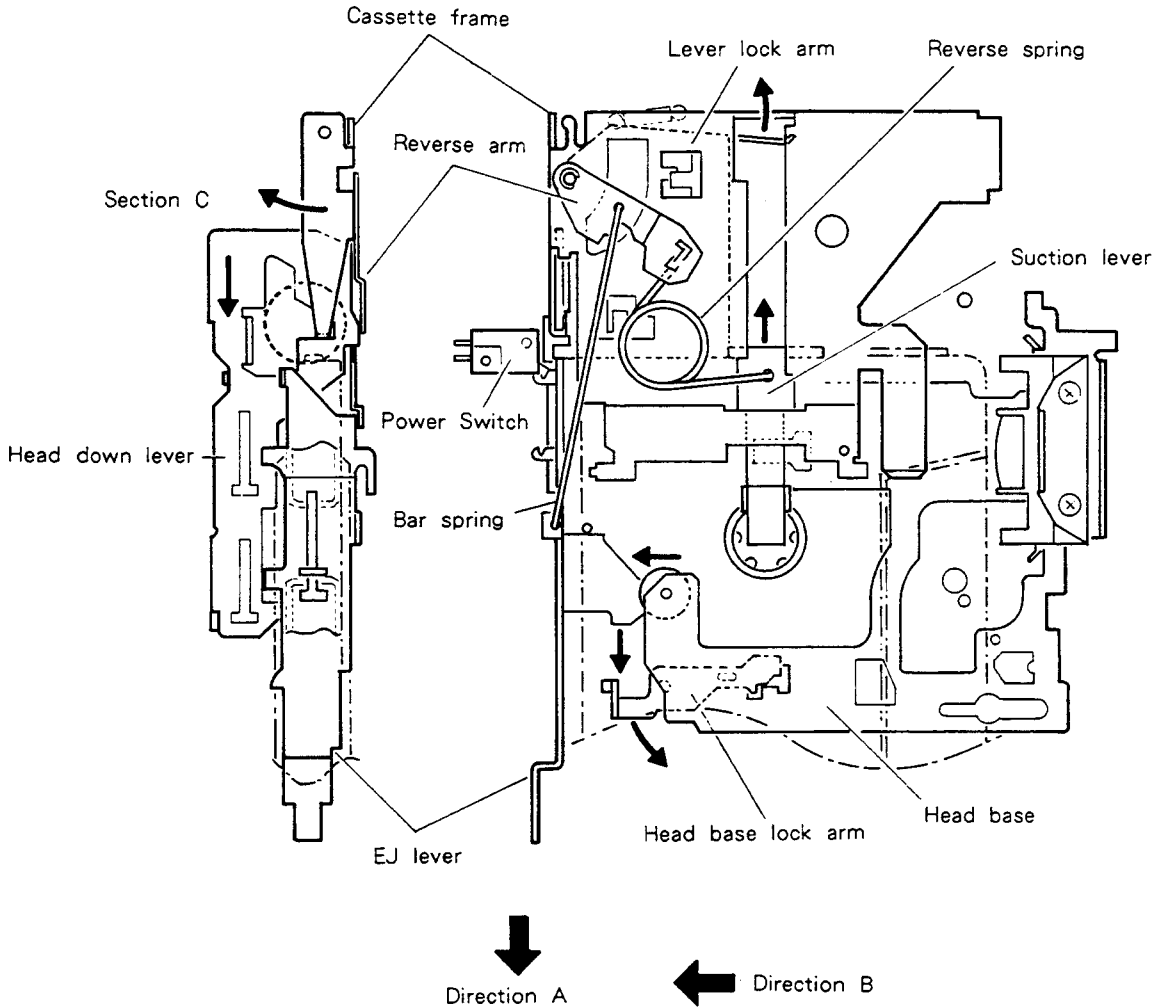 Cassette frame
Lever lock arm
Reverse spring
Reverse arm
Section C
Suction lever
Power Switch
Head down lever
Bar spring
Head base
Head base lock arm
EJ lever
Direction A
Direction B